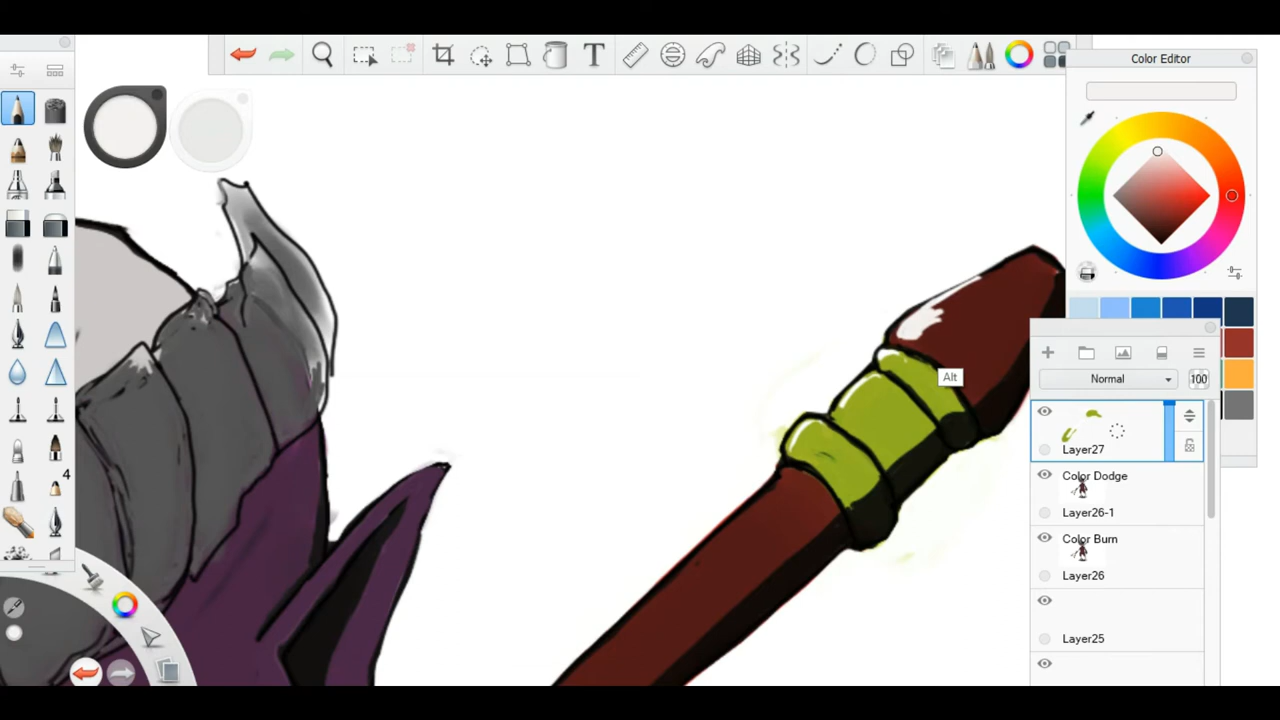 T
Color Editor
Alt
Normal
100
Layer27
Color Dodge
Layer26-1
Color Burn
Layer26
Layer25
4